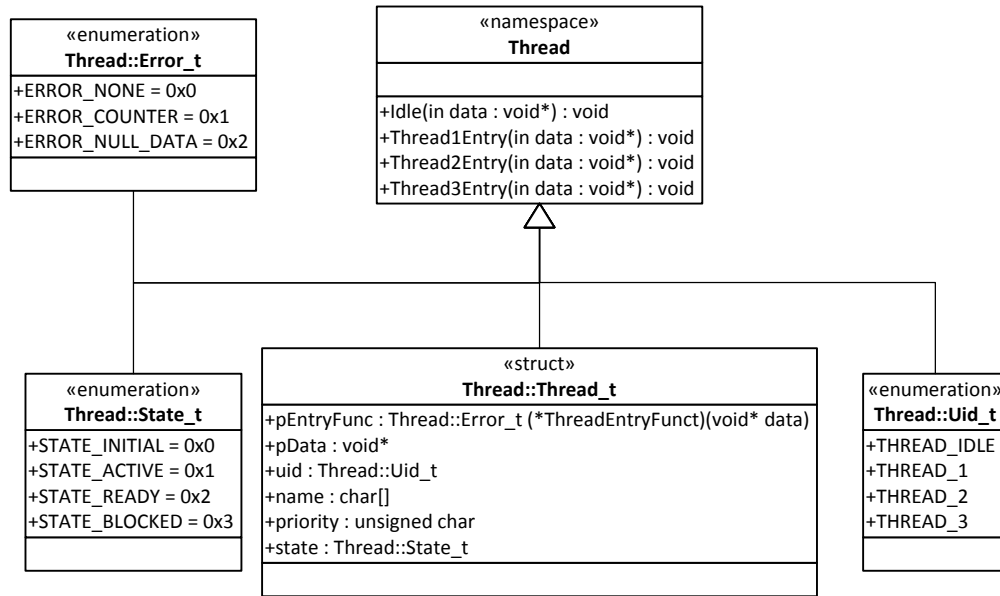 «enumeration»
Thread::Error_t
+ERROR_NONE = 0x0
+ERROR_COUNTER = 0x1
+ERROR_NULL_DATA = 0x2
«namespace»
Thread
+Idle(in data : void*) : void
+Thread1Entry(in data : void*) : void
+Thread2Entry(in data : void*) : void
+Thread3Entry(in data : void*) : void
«enumeration»
Thread::State_t
+STATE_INITIAL = 0x0
+STATE_ACTIVE = 0x1
+STATE_READY = 0x2
+STATE_BLOCKED = 0x3
«struct»
Thread::Thread_t
+pEntryFunc : Thread::Error_t (*ThreadEntryFunct)(void* data)
+pData : void*
+uid : Thread::Uid_t
+name : char[]
+priority : unsigned char
+state : Thread::State_t
«enumeration»
Thread::Uid_t
+THREAD_IDLE
+THREAD_1
+THREAD_2
+THREAD_3